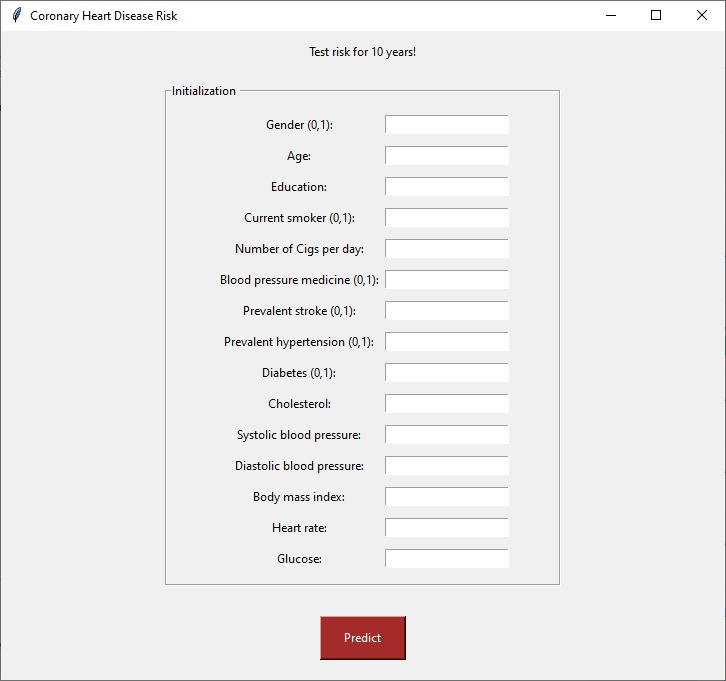 Coronary Heart Disease Risk
Test risk for 10 years!
Initialization
Gender (0,1):
Age:
Education:
Current smoker (0,1):
Number of Cigs per day:
Blood pressure medicine (0,1):
Prevalent stroke (0,1):
Prevalent hypertension (0,1):
Diabetes (0,1):
Cholesterol:
Systolic blood pressure:
Diastolic blood pressure:
Body mass index:
Heart rate:
Glucose:
Predict